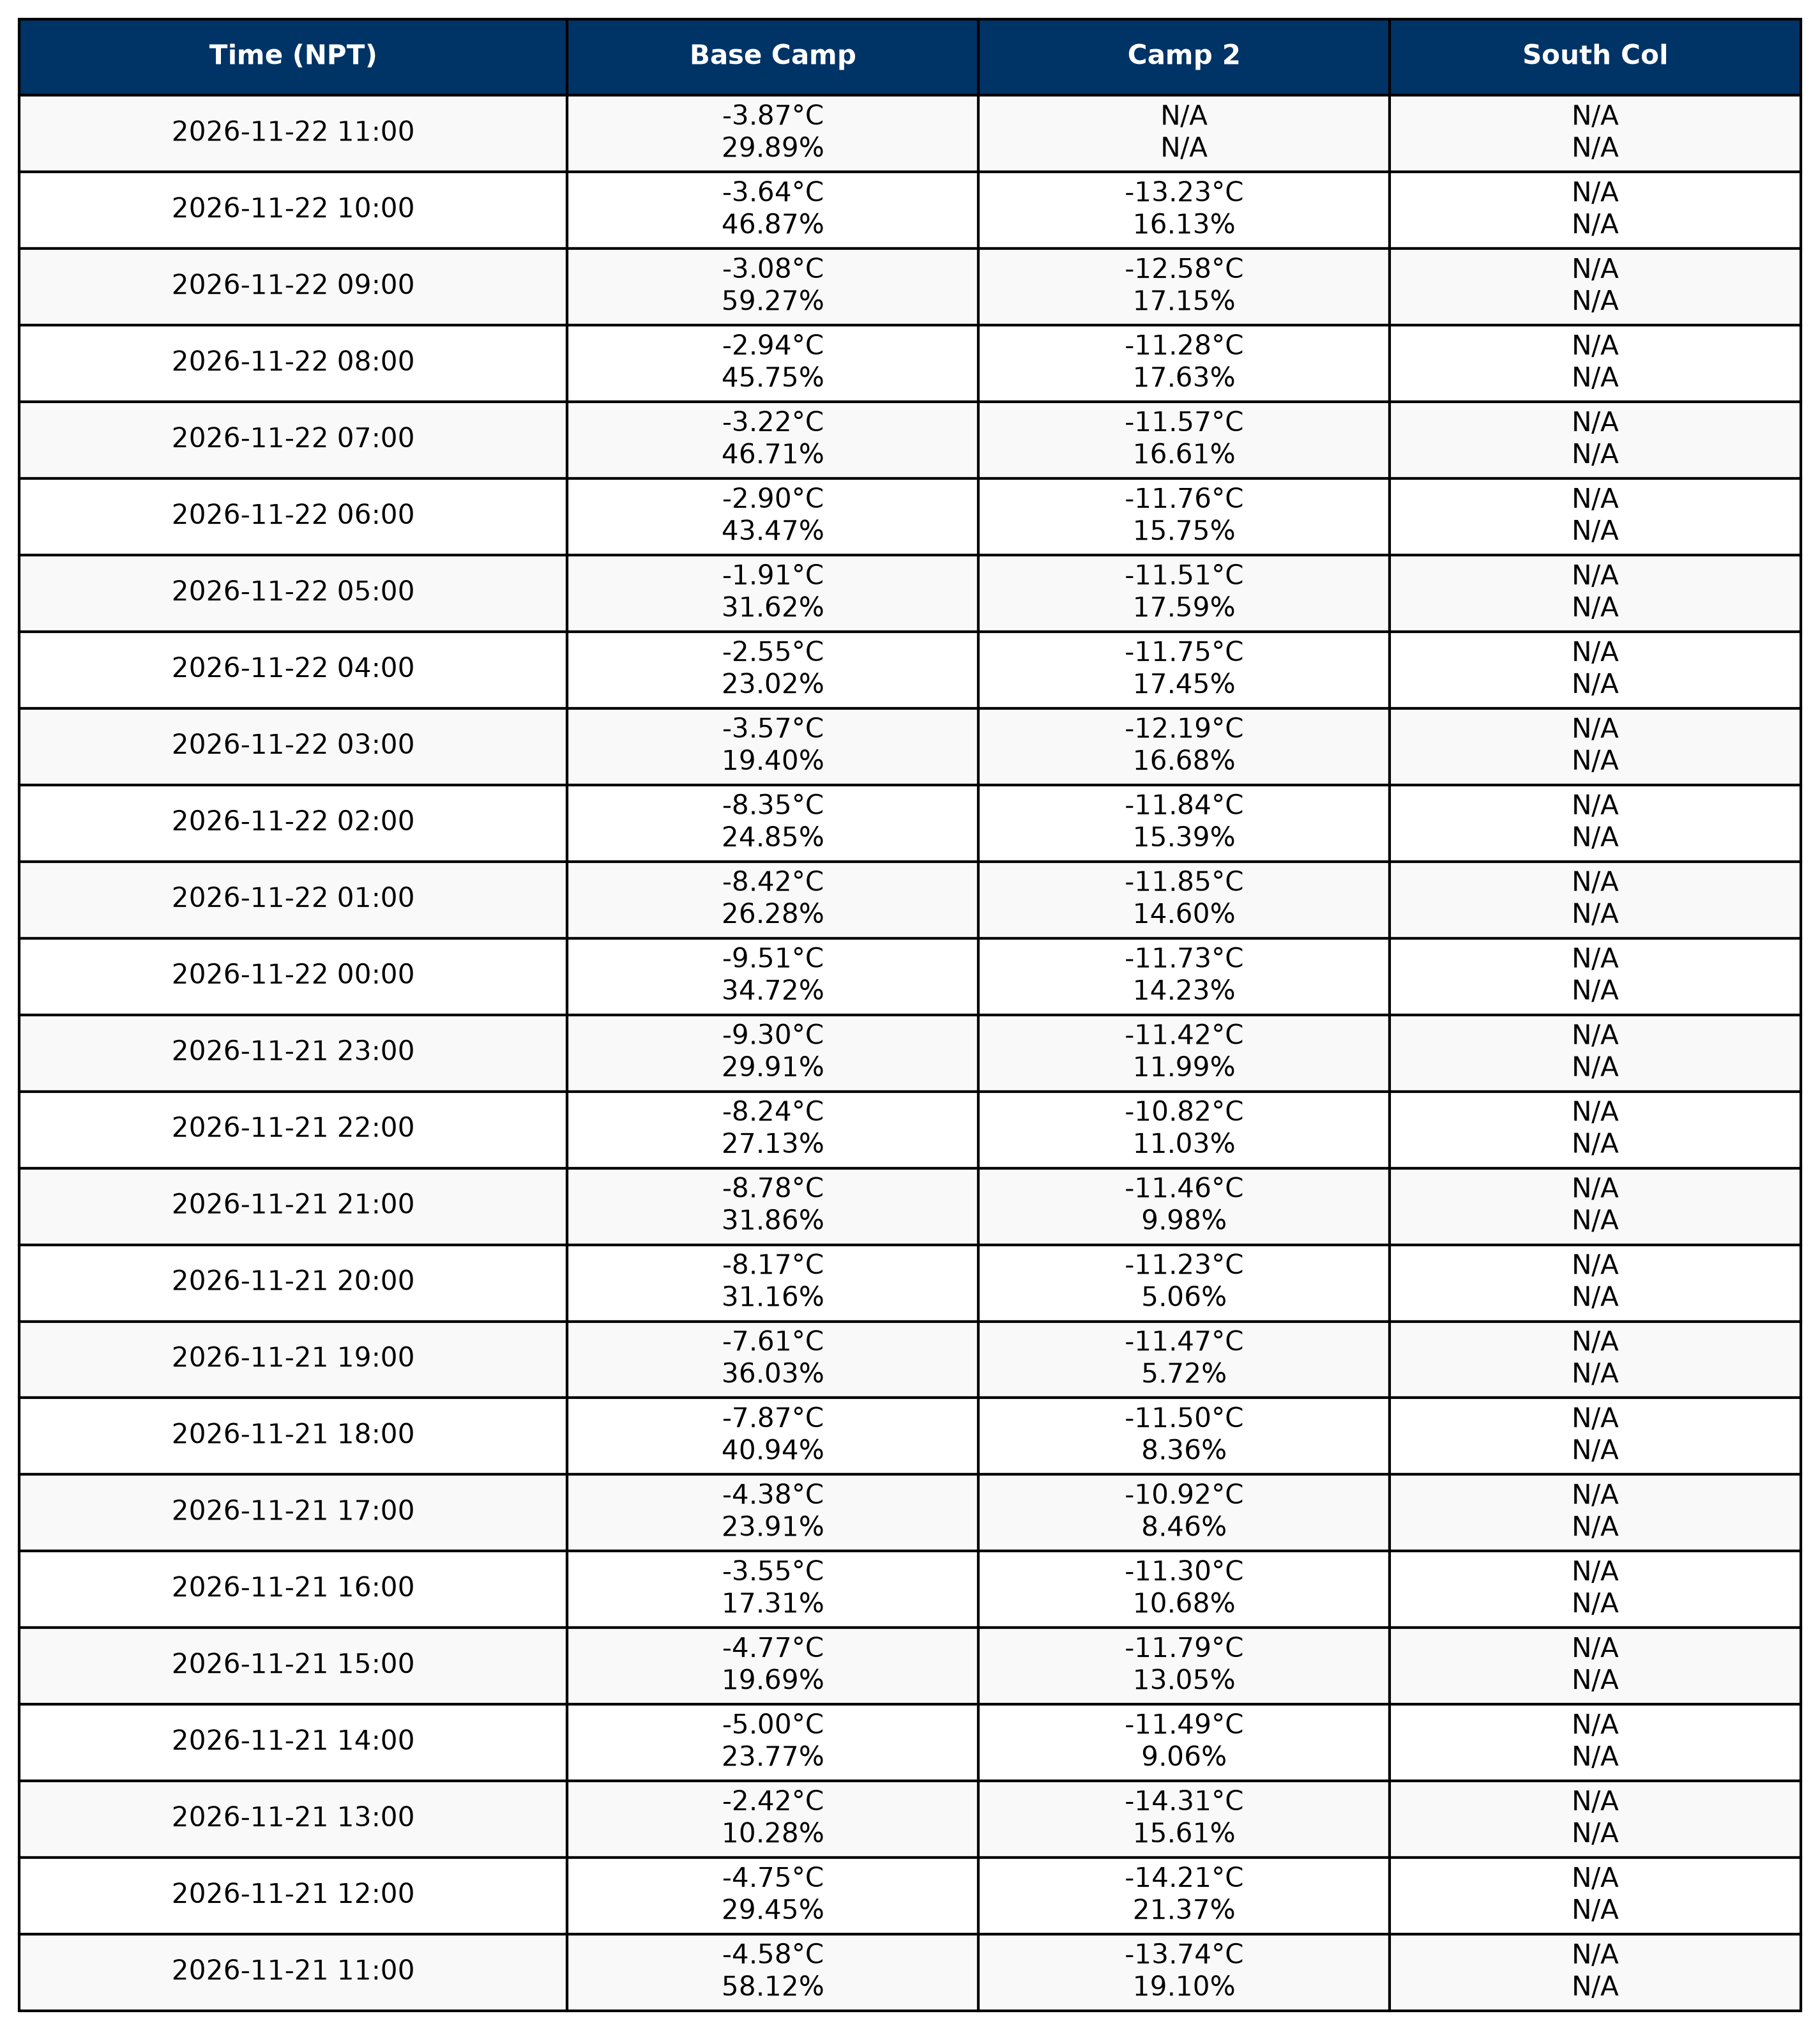 Time (NPT) Base Camp Camp 2 South Col
2026-11-22 11:00 -3.87°C N/A N/A
29.89% N/A N/A
2026-11-22 10:00 -3.64°C -13.23°C N/A
46.87% 16.13% N/A
2026-11-22 09:00 -3.08°C -12.58°C N/A
59.27% 17.15% N/A
2026-11-22 08:00 -2.94°C -11.28°C N/A
45.75% 17.63% N/A
2026-11-22 07:00 -3.22°C -11.57°C N/A
46.71% 16.61% N/A
2026-11-22 06:00 -2.90°C -11.76°C N/A
43.47% 15.75% N/A
2026-11-22 05:00 -1.91°C -11.51°C N/A
31.62% 17.59% N/A
2026-11-22 04:00 -2.55°C -11.75°C N/A
23.02% 17.45% N/A
2026-11-22 03:00 -3.57°C -12.19°C N/A
19.40% 16.68% N/A
2026-11-22 02:00 -8.35°C -11.84°C N/A
24.85% 15.39% N/A
2026-11-22 01:00 -8.42°C -11.85°C N/A
26.28% 14.60% N/A
2026-11-22 00:00 -9.51°C -11.73°C N/A
34.72% 14.23% N/A
2026-11-21 23:00 -9.30°C -11.42°C N/A
29.91% 11.99% N/A
2026-11-21 22:00 -8.24°C -10.82°C N/A
27.13% 11.03% N/A
2026-11-21 21:00 -8.78°C -11.46°C N/A
31.86% 9.98% N/A
2026-11-21 20:00 -8.17°C -11.23°C N/A
31.16% 5.06% N/A
2026-11-21 19:00 -7.61°C -11.47°C N/A
36.03% 5.72% N/A
2026-11-21 18:00 -7.87°C -11.50°C N/A
40.94% 8.36% N/A
2026-11-21 17:00 -4.38°C -10.92°C N/A
23.91% 8.46% N/A
2026-11-21 16:00 -3.55°C -11.30°C N/A
17.31% 10.68% N/A
2026-11-21 15:00 -4.77°C -11.79°C N/A
19.69% 13.05% N/A
2026-11-21 14:00 -5.00°C -11.49°C N/A
23.77% 9.06% N/A
2026-11-21 13:00 -2.42°C -14.31°C N/A
10.28% 15.61% N/A
2026-11-21 12:00 -4.75°C -14.21°C N/A
29.45% 21.37% N/A
2026-11-21 11:00 -4.58°C -13.74°C N/A
58.12% 19.10% N/A